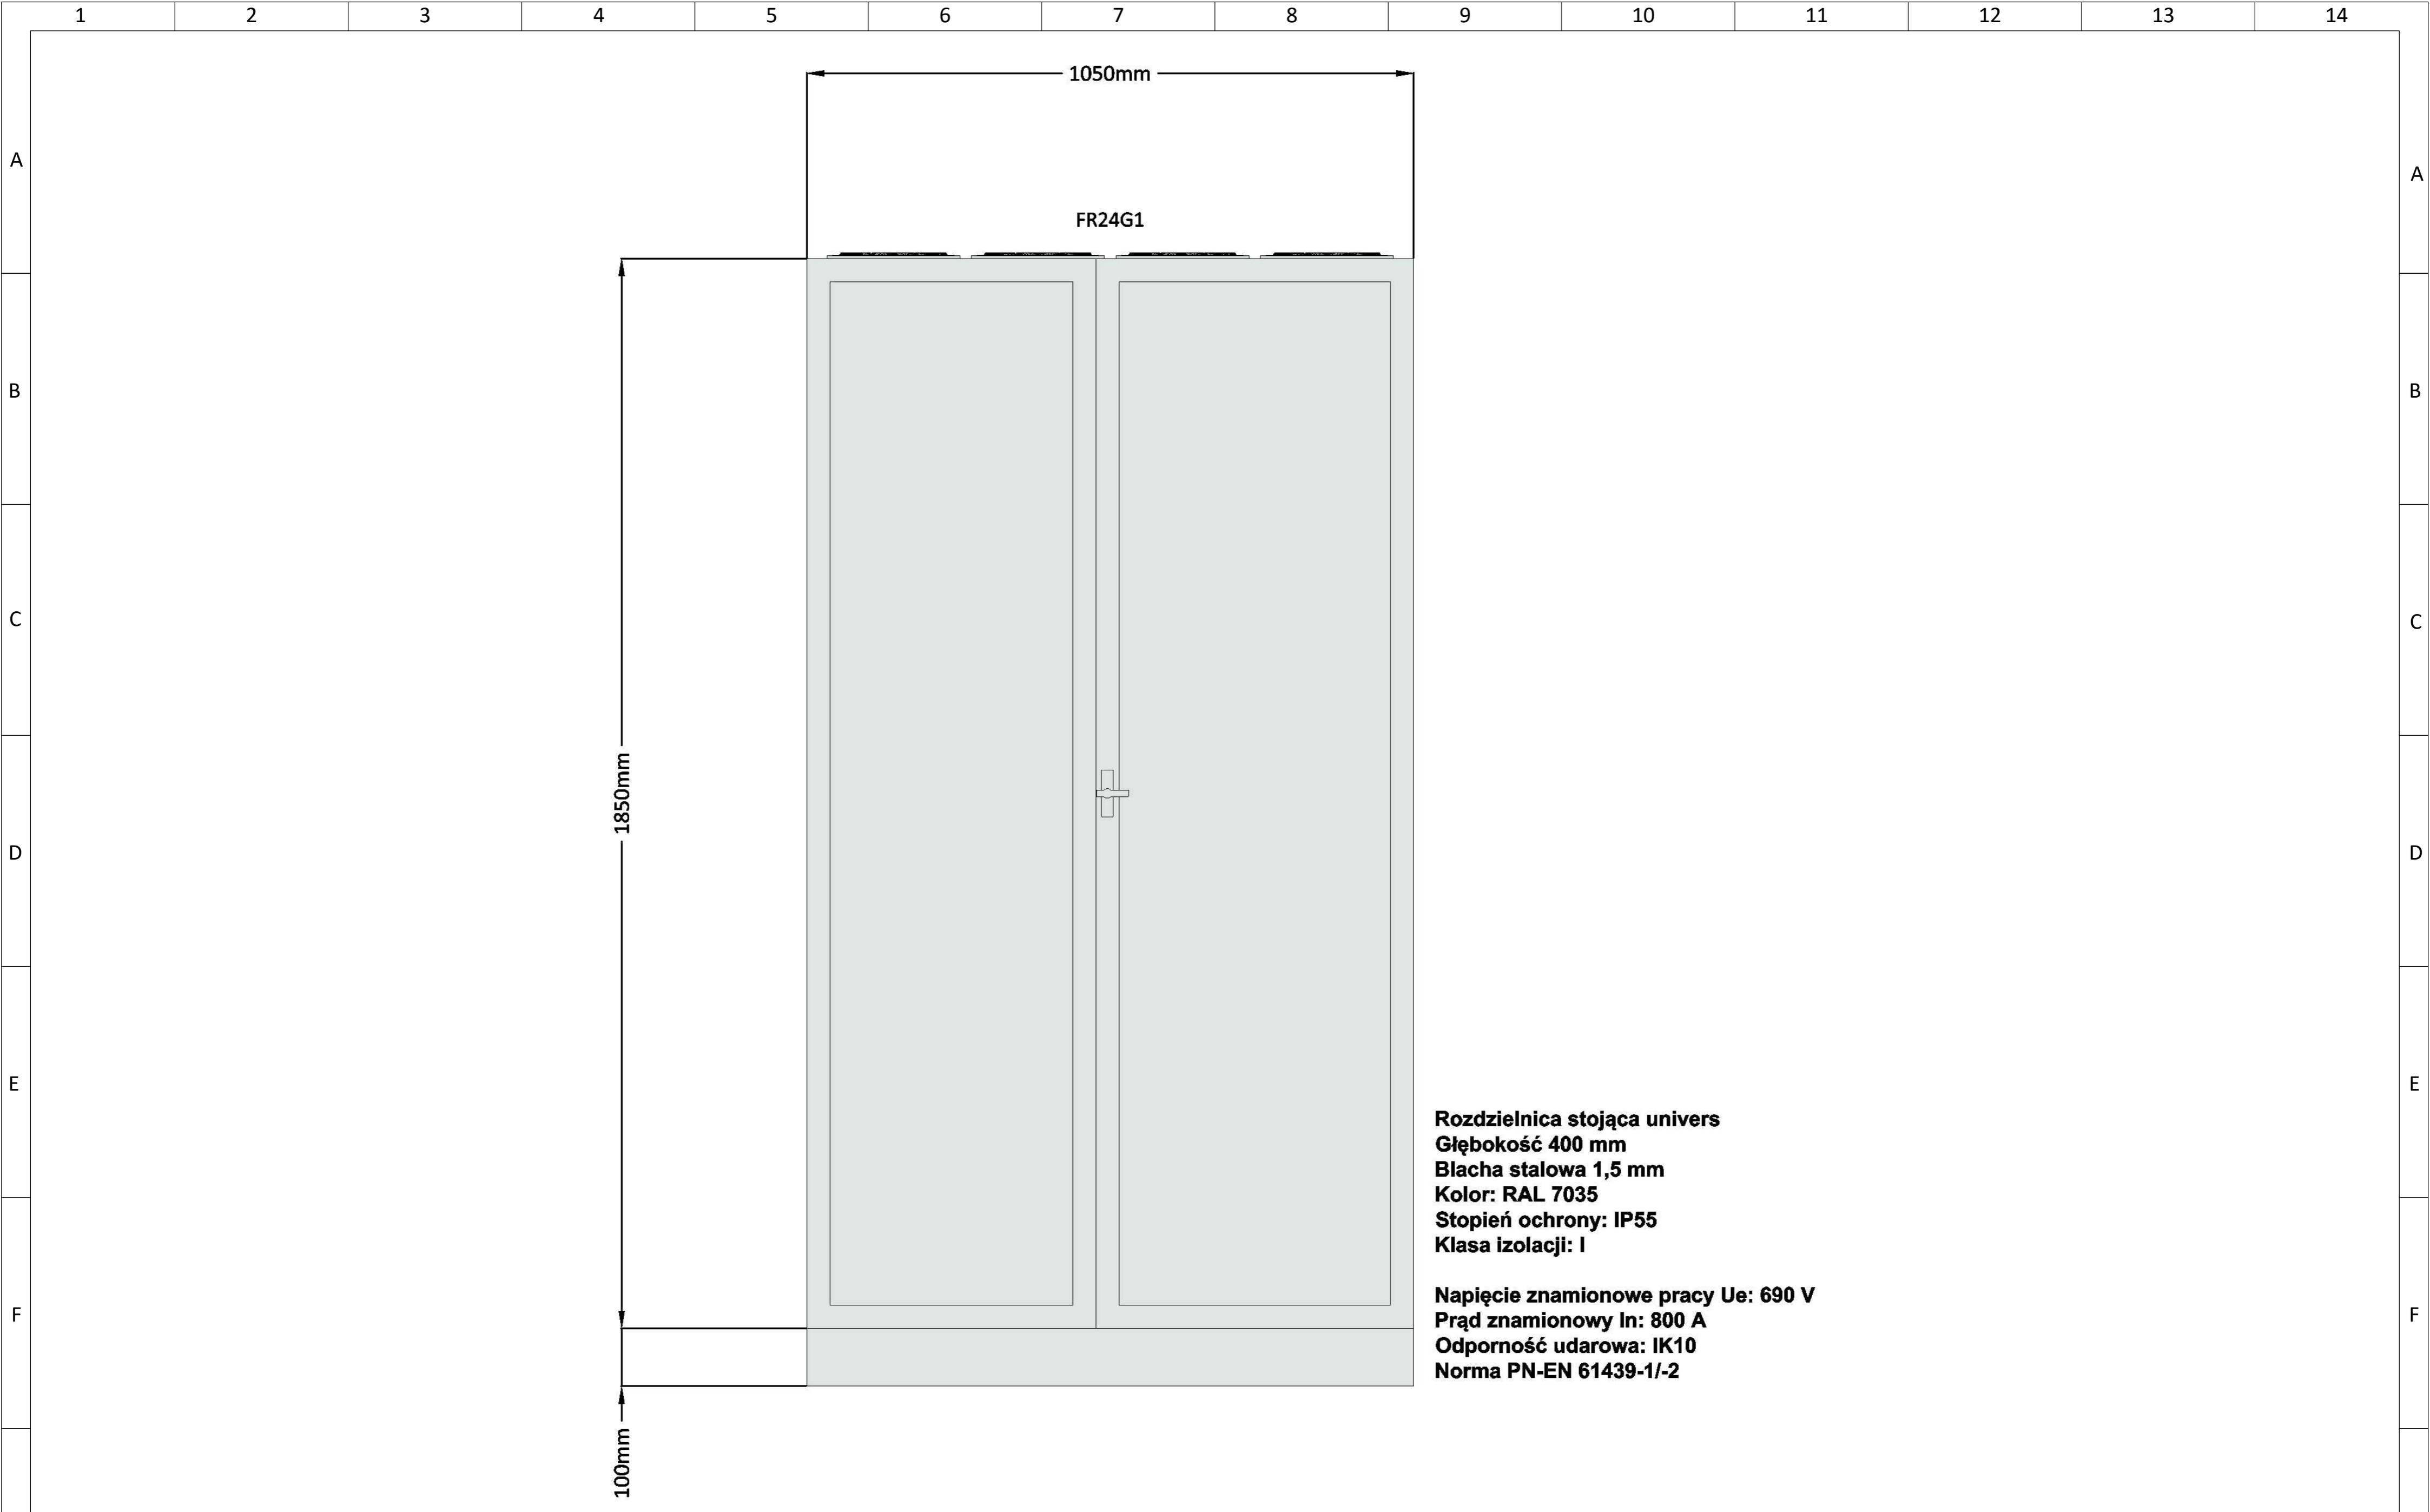 1 2 3 4 5 6 7 8 9 10 11 12 13 14
1050mm
A A
FR24G1
B B
C C
1850mm
D D
E E
Rozdzielnica stojąca univers
Głębokość 400 mm
Blacha stalowa 1,5 mm
Kolor: RAL 7035
Stopień ochrony: IP55
Klasa izolacji: I
Napięcie znamionowe pracy Ue: 690 V
F F
Prąd znamionowy In: 800 A
Odporność udarowa: IK10
Norma PN-EN 61439-1/-2
100mm